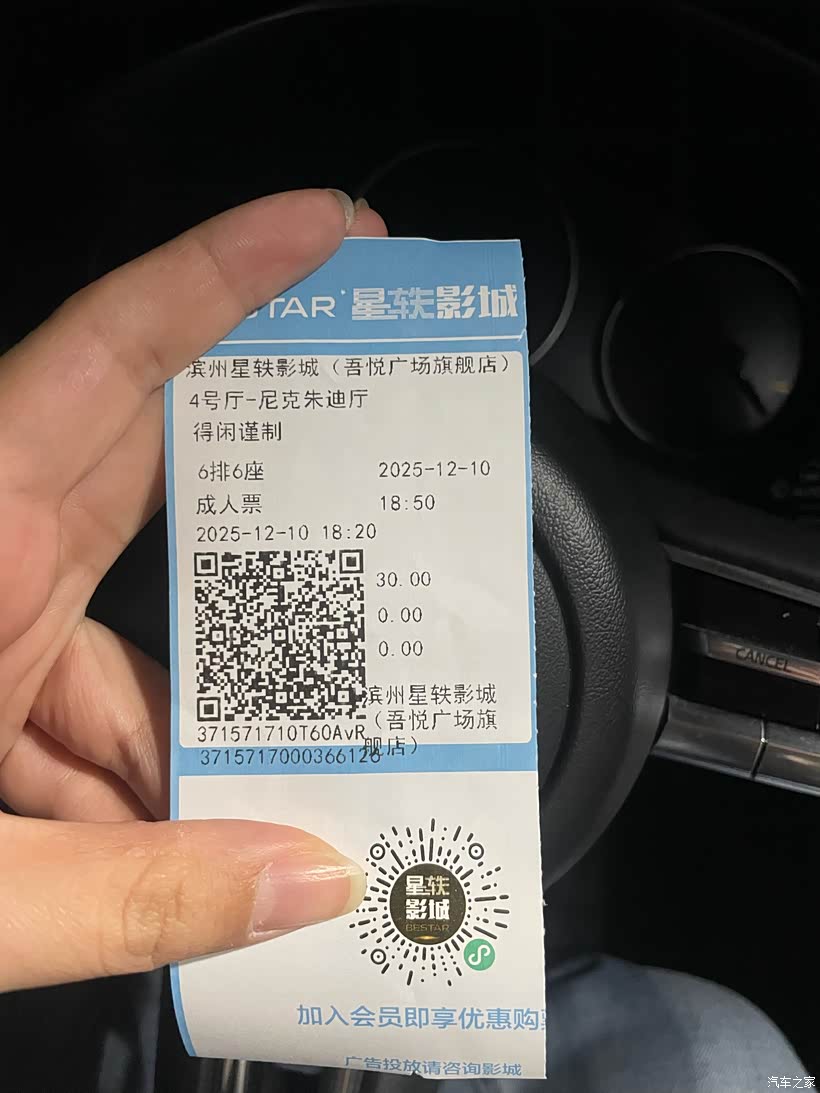 STAR 星轶影城
滨州星轶影城（吾悦广场旗舰店）
4号厅-尼克朱迪厅
得闲谨制
6排6座 2025-12-10
成人票 18:50
2025-12-10 18:20
30.00
0.00
0.00
滨州星轶影城
（吾悦广场旗
舰店）
371571710T60AvR
3715717000366126
CANCEL
星轶
影城
BESTAR
加入会员即享优惠购
广告投放请咨询影城
汽车之家